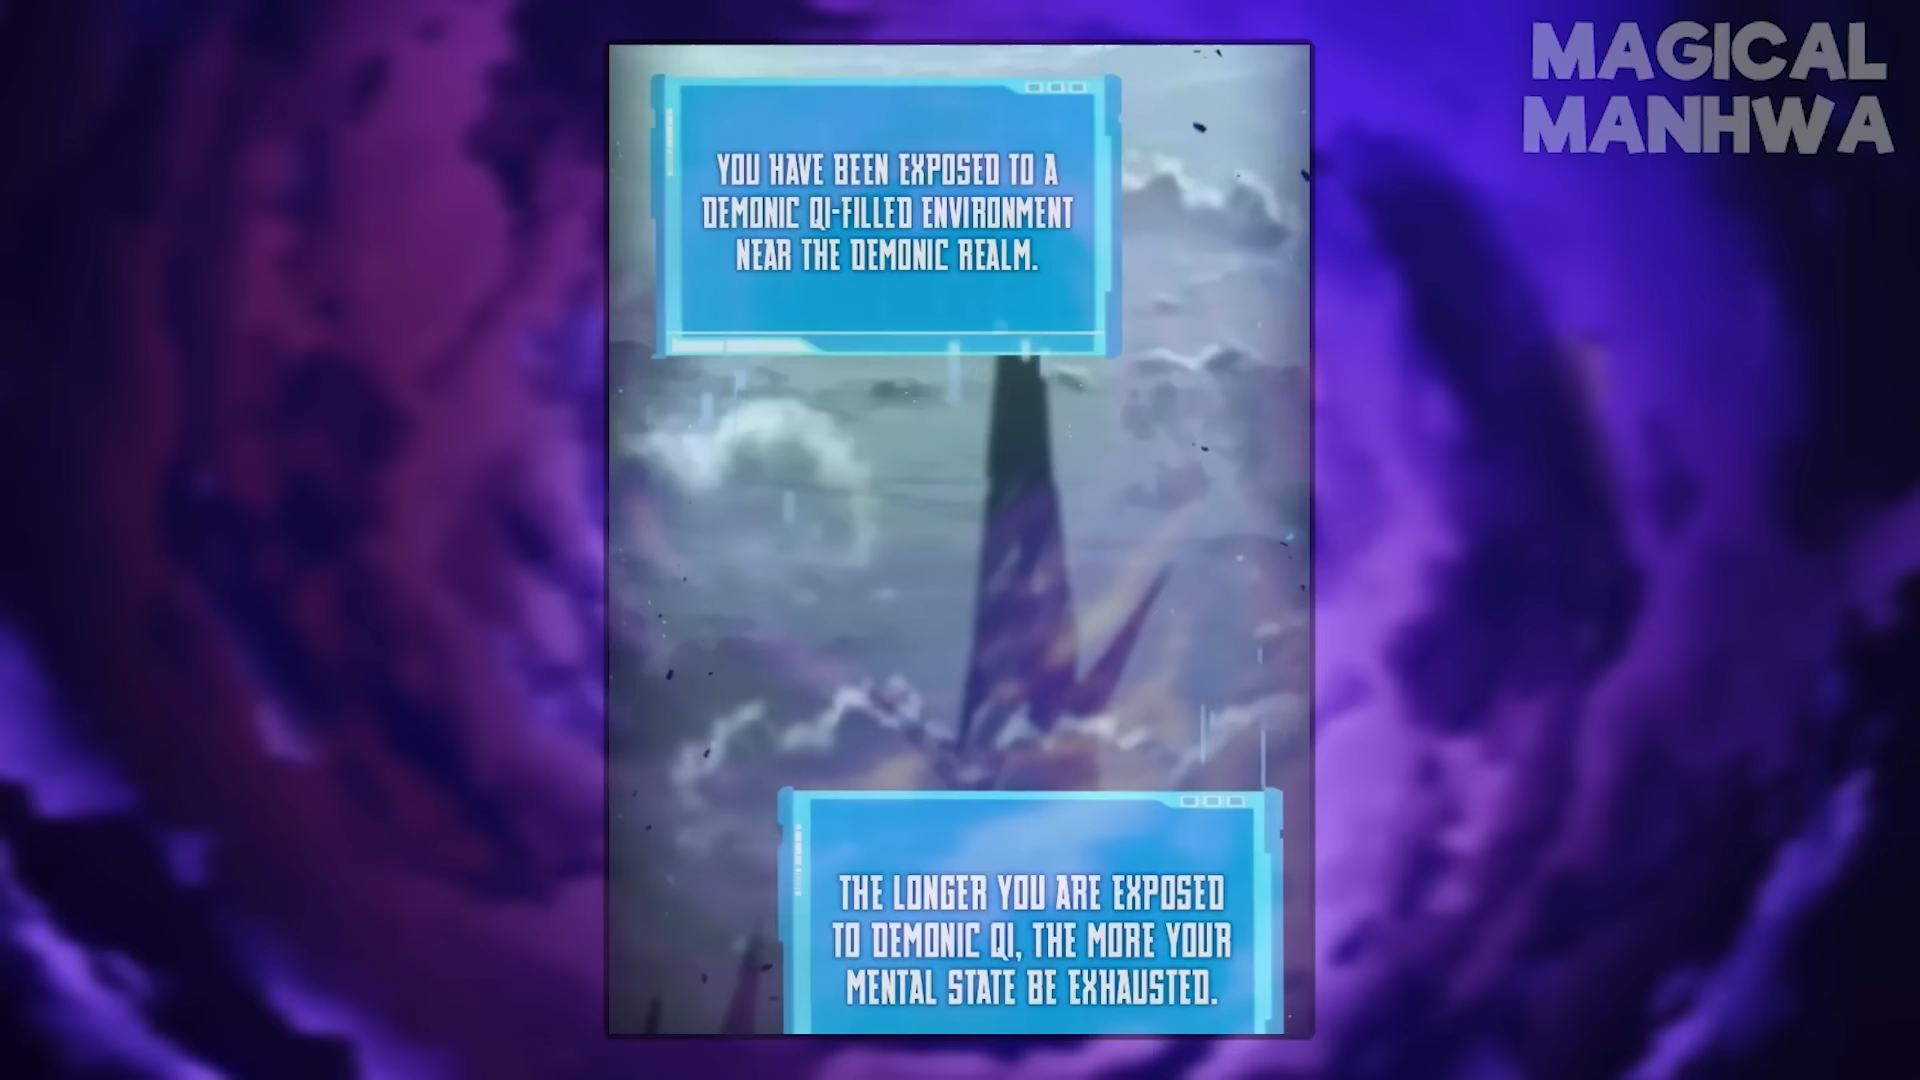 MAGICAL
MANHWA
YOU HAVE BEEN EXPOSED TO A
DEMONIC QI-FILLED ENVIRONMENT
NEAR THE DEMONIC REALM.
THE LONGER YOU ARE EXPOSED
TO DEMONIC QI, THE MORE YOUR
MENTAL STATE BE EXHAUSTED.